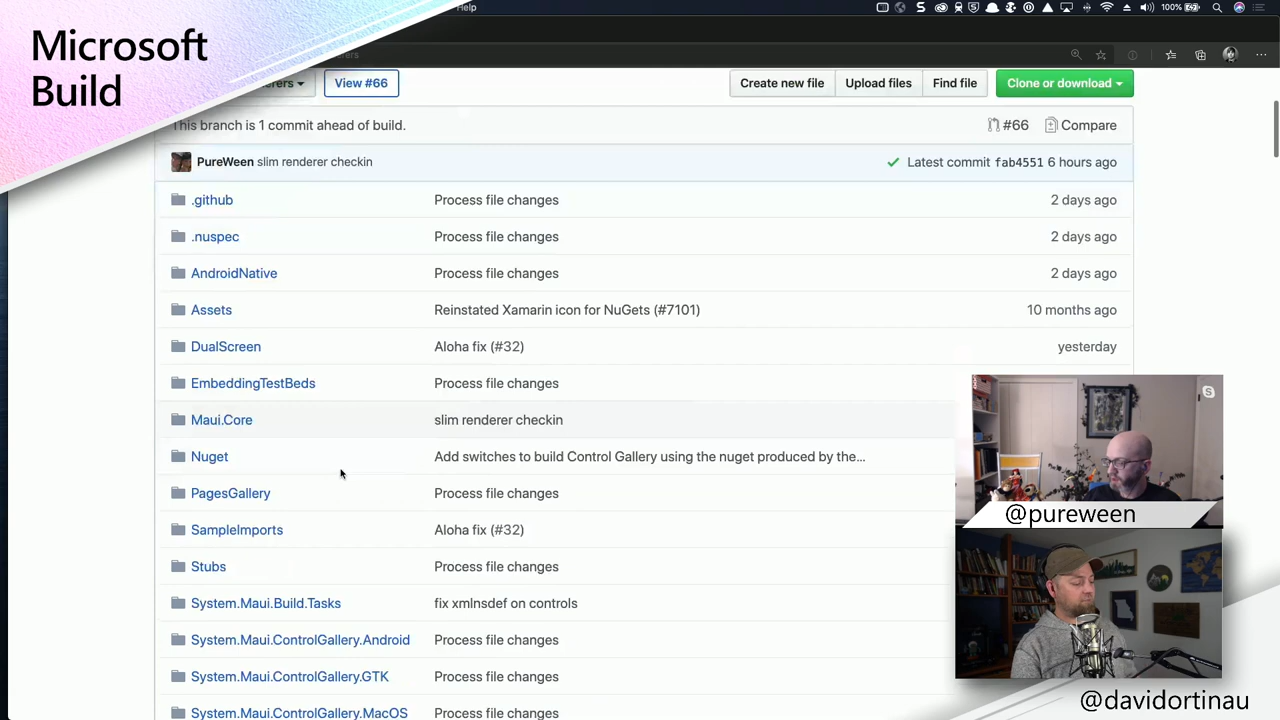 Help
100%
Microsoft
Build
View #66
Create new file
Upload files
Find file
Clone or download
This branch is 1 commit ahead of build.
#66
Compare
PureWeen slim renderer checkin
Latest commit fab4551 6 hours ago
.github
Process file changes
2 days ago
.nuspec
Process file changes
2 days ago
AndroidNative
Process file changes
2 days ago
Assets
Reinstated Xamarin icon for NuGets (#7101)
10 months ago
DualScreen
Aloha fix (#32)
yesterday
EmbeddingTestBeds
Process file changes
Maui.Core
slim renderer checkin
Nuget
Add switches to build Control Gallery using the nuget produced by the...
PagesGallery
Process file changes
SampleImports
Aloha fix (#32)
Stubs
Process file changes
System.Maui.Build.Tasks
fix xmlnsdef on controls
System.Maui.ControlGallery.Android
Process file changes
System.Maui.ControlGallery.GTK
Process file changes
System.Maui.ControlGallery.MacOS
Process file changes
@pureween
@davidortinau